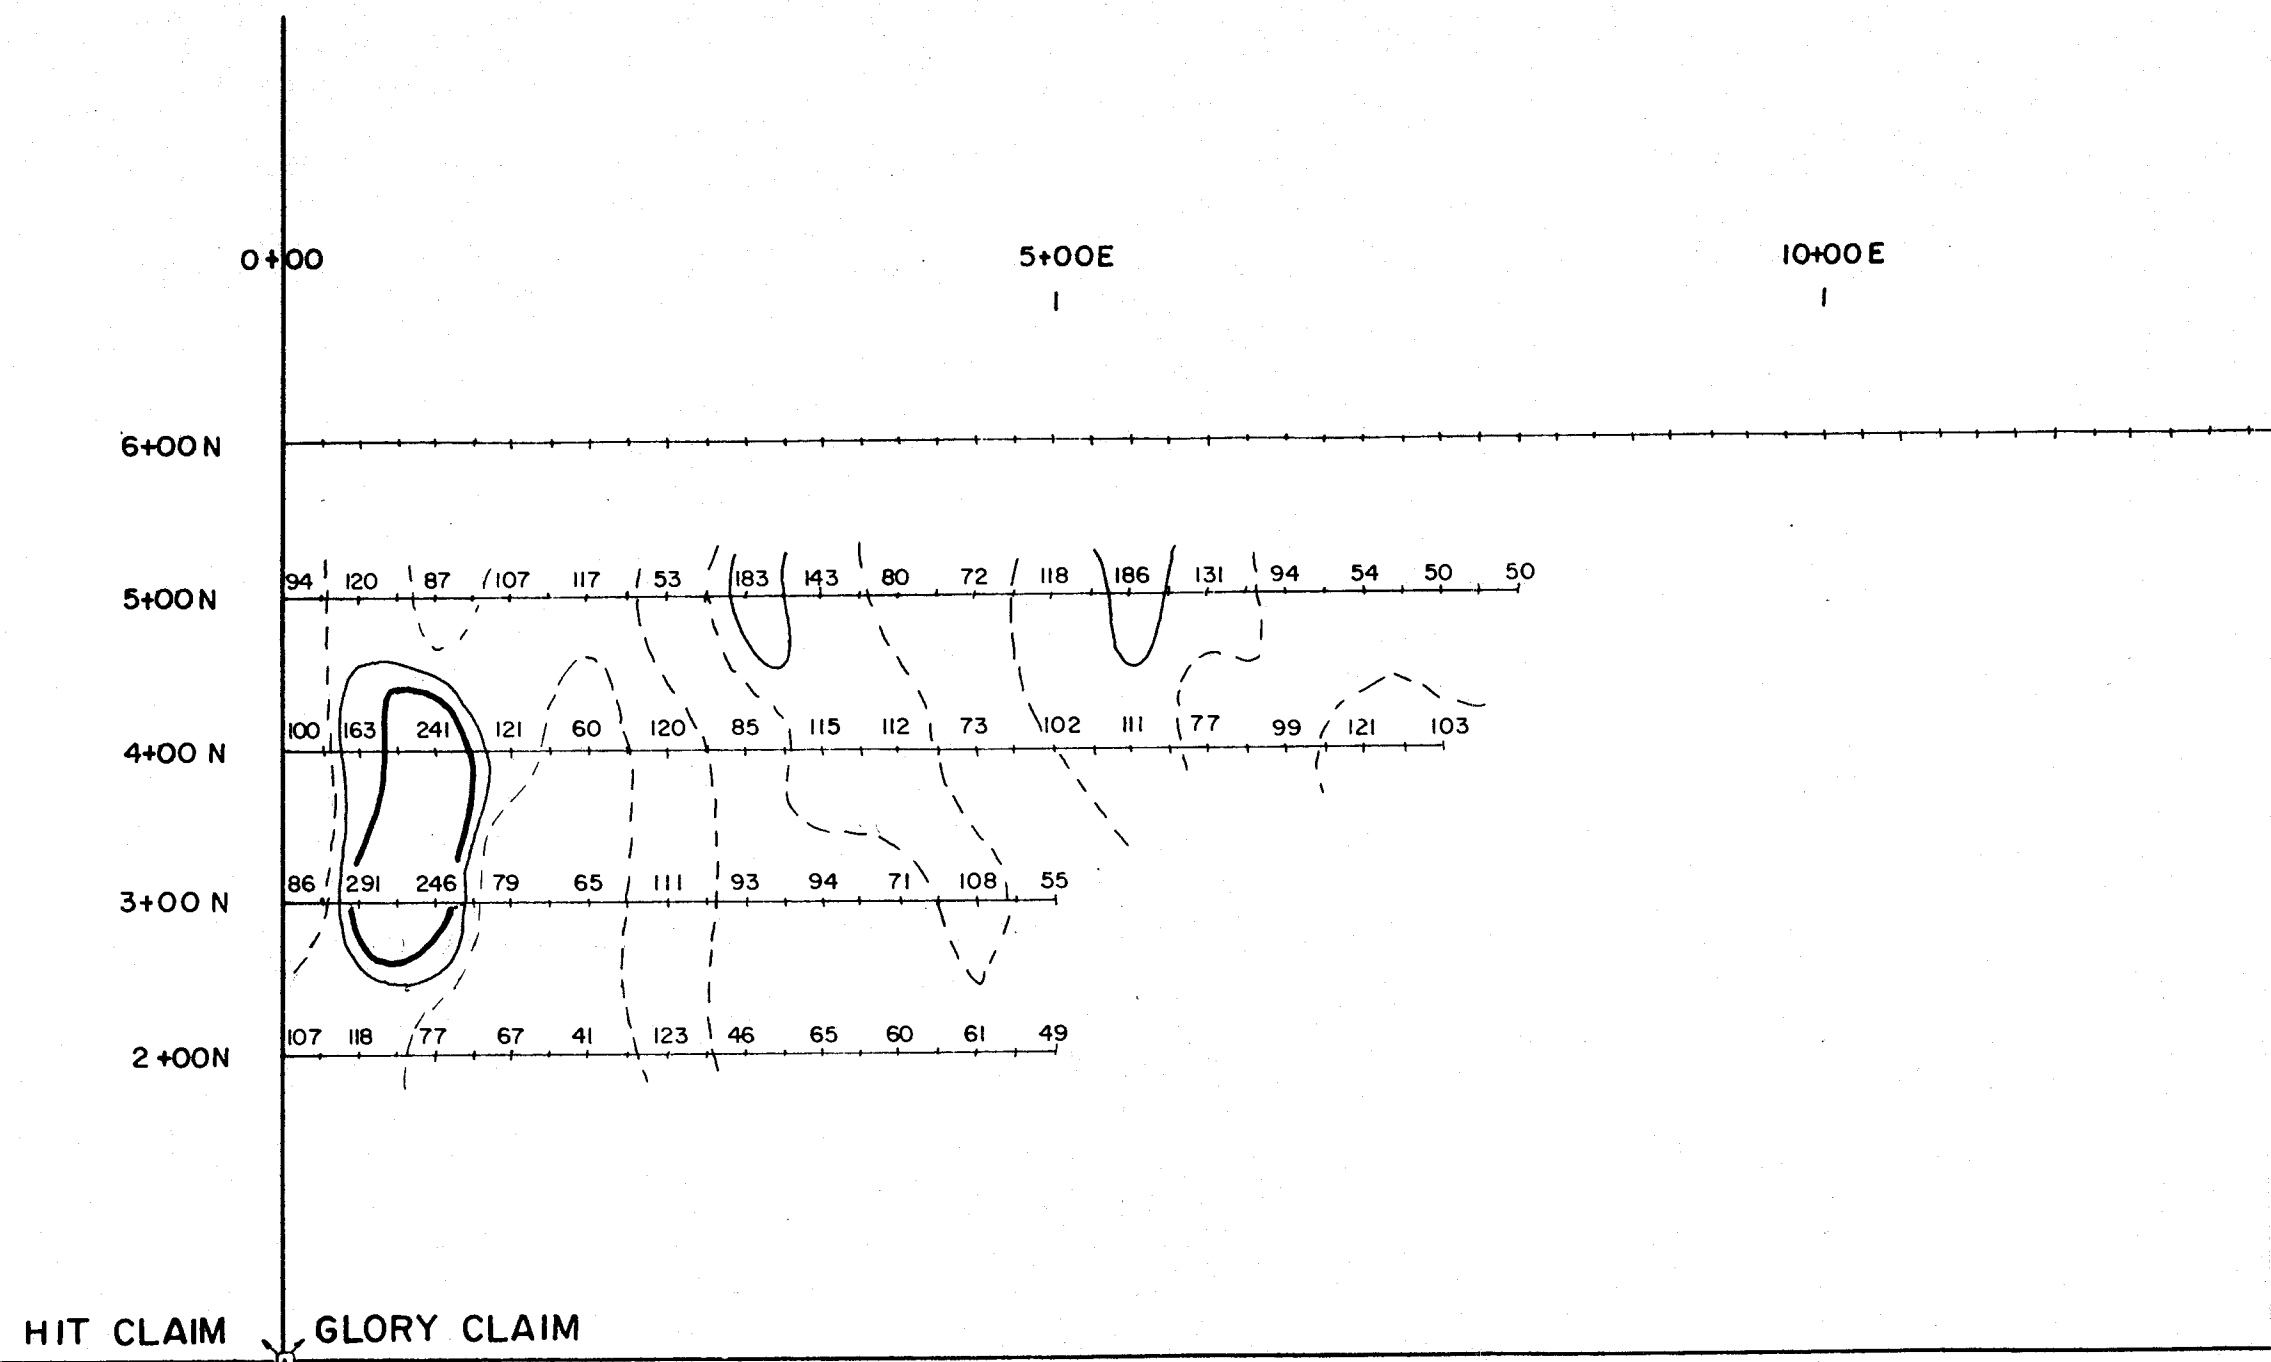 0+00 5+00E 10+00E
6+00N
94 120 87 107 117 53 183 143 80 72 118 186 131 94 54 50 50
5+00N
100 163 241 121 60 120 85 115 112 73 102 111 77 99 121 103
4+00N
86 291 246 79 65 111 93 94 71 108 55
3+00N
107 118 77 67 41 123 46 65 60 61 49
2+00N
HIT CLAIM GLORY CLAIM